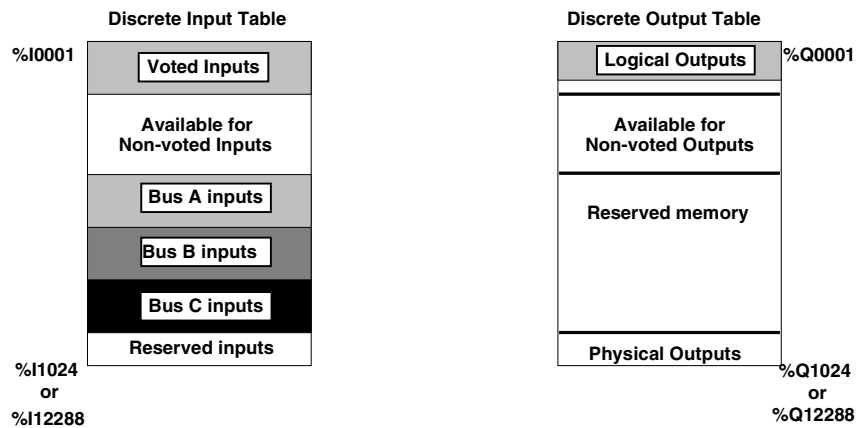 Discrete Input Table
%I0001
Voted Inputs
Available for
Non-voted Inputs
Bus A inputs
Bus B inputs
Bus C inputs
Reserved inputs
%I1024
or
%I12288
Discrete Output Table
Logical Outputs
%Q0001
Available for
Non-voted Outputs
Reserved memory
Physical Outputs
%Q1024
or
%Q12288